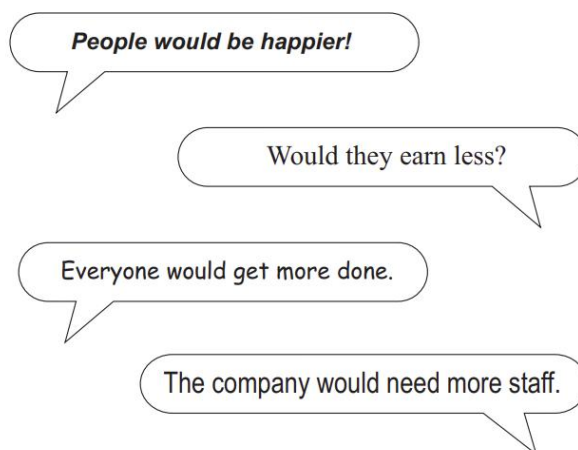 People would be happier!
Would they earn less?
Everyone would get more done.
The company would need more staff.